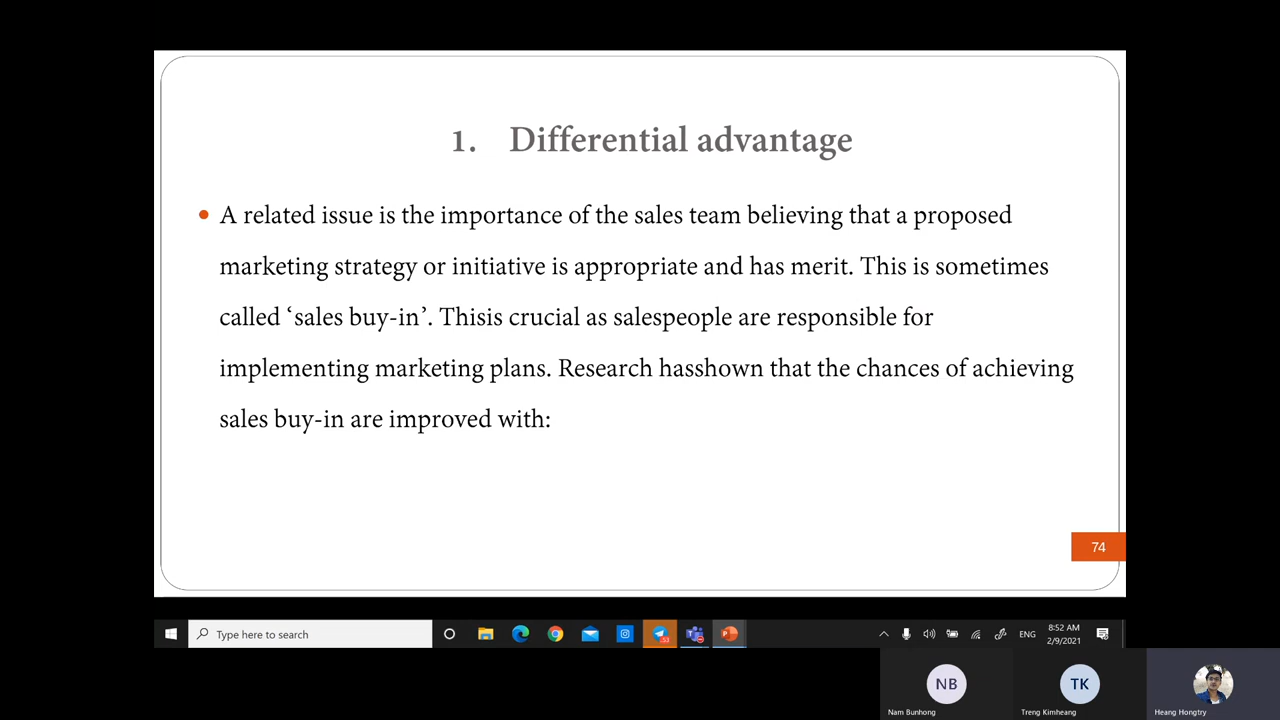 1. Differential advantage
A related issue is the importance of the sales team believing that a proposed
marketing strategy or initiative is appropriate and has merit. This is sometimes
called ‘sales buy-in’. Thisis crucial as salespeople are responsible for
implementing marketing plans. Research hasshown that the chances of achieving
sales buy-in are improved with:
74
Type here to search
53
ENG
8:52 AM
2/9/2021
NB
TK
Nam Bunhong
Treng Kimheang
Heang Hongtry